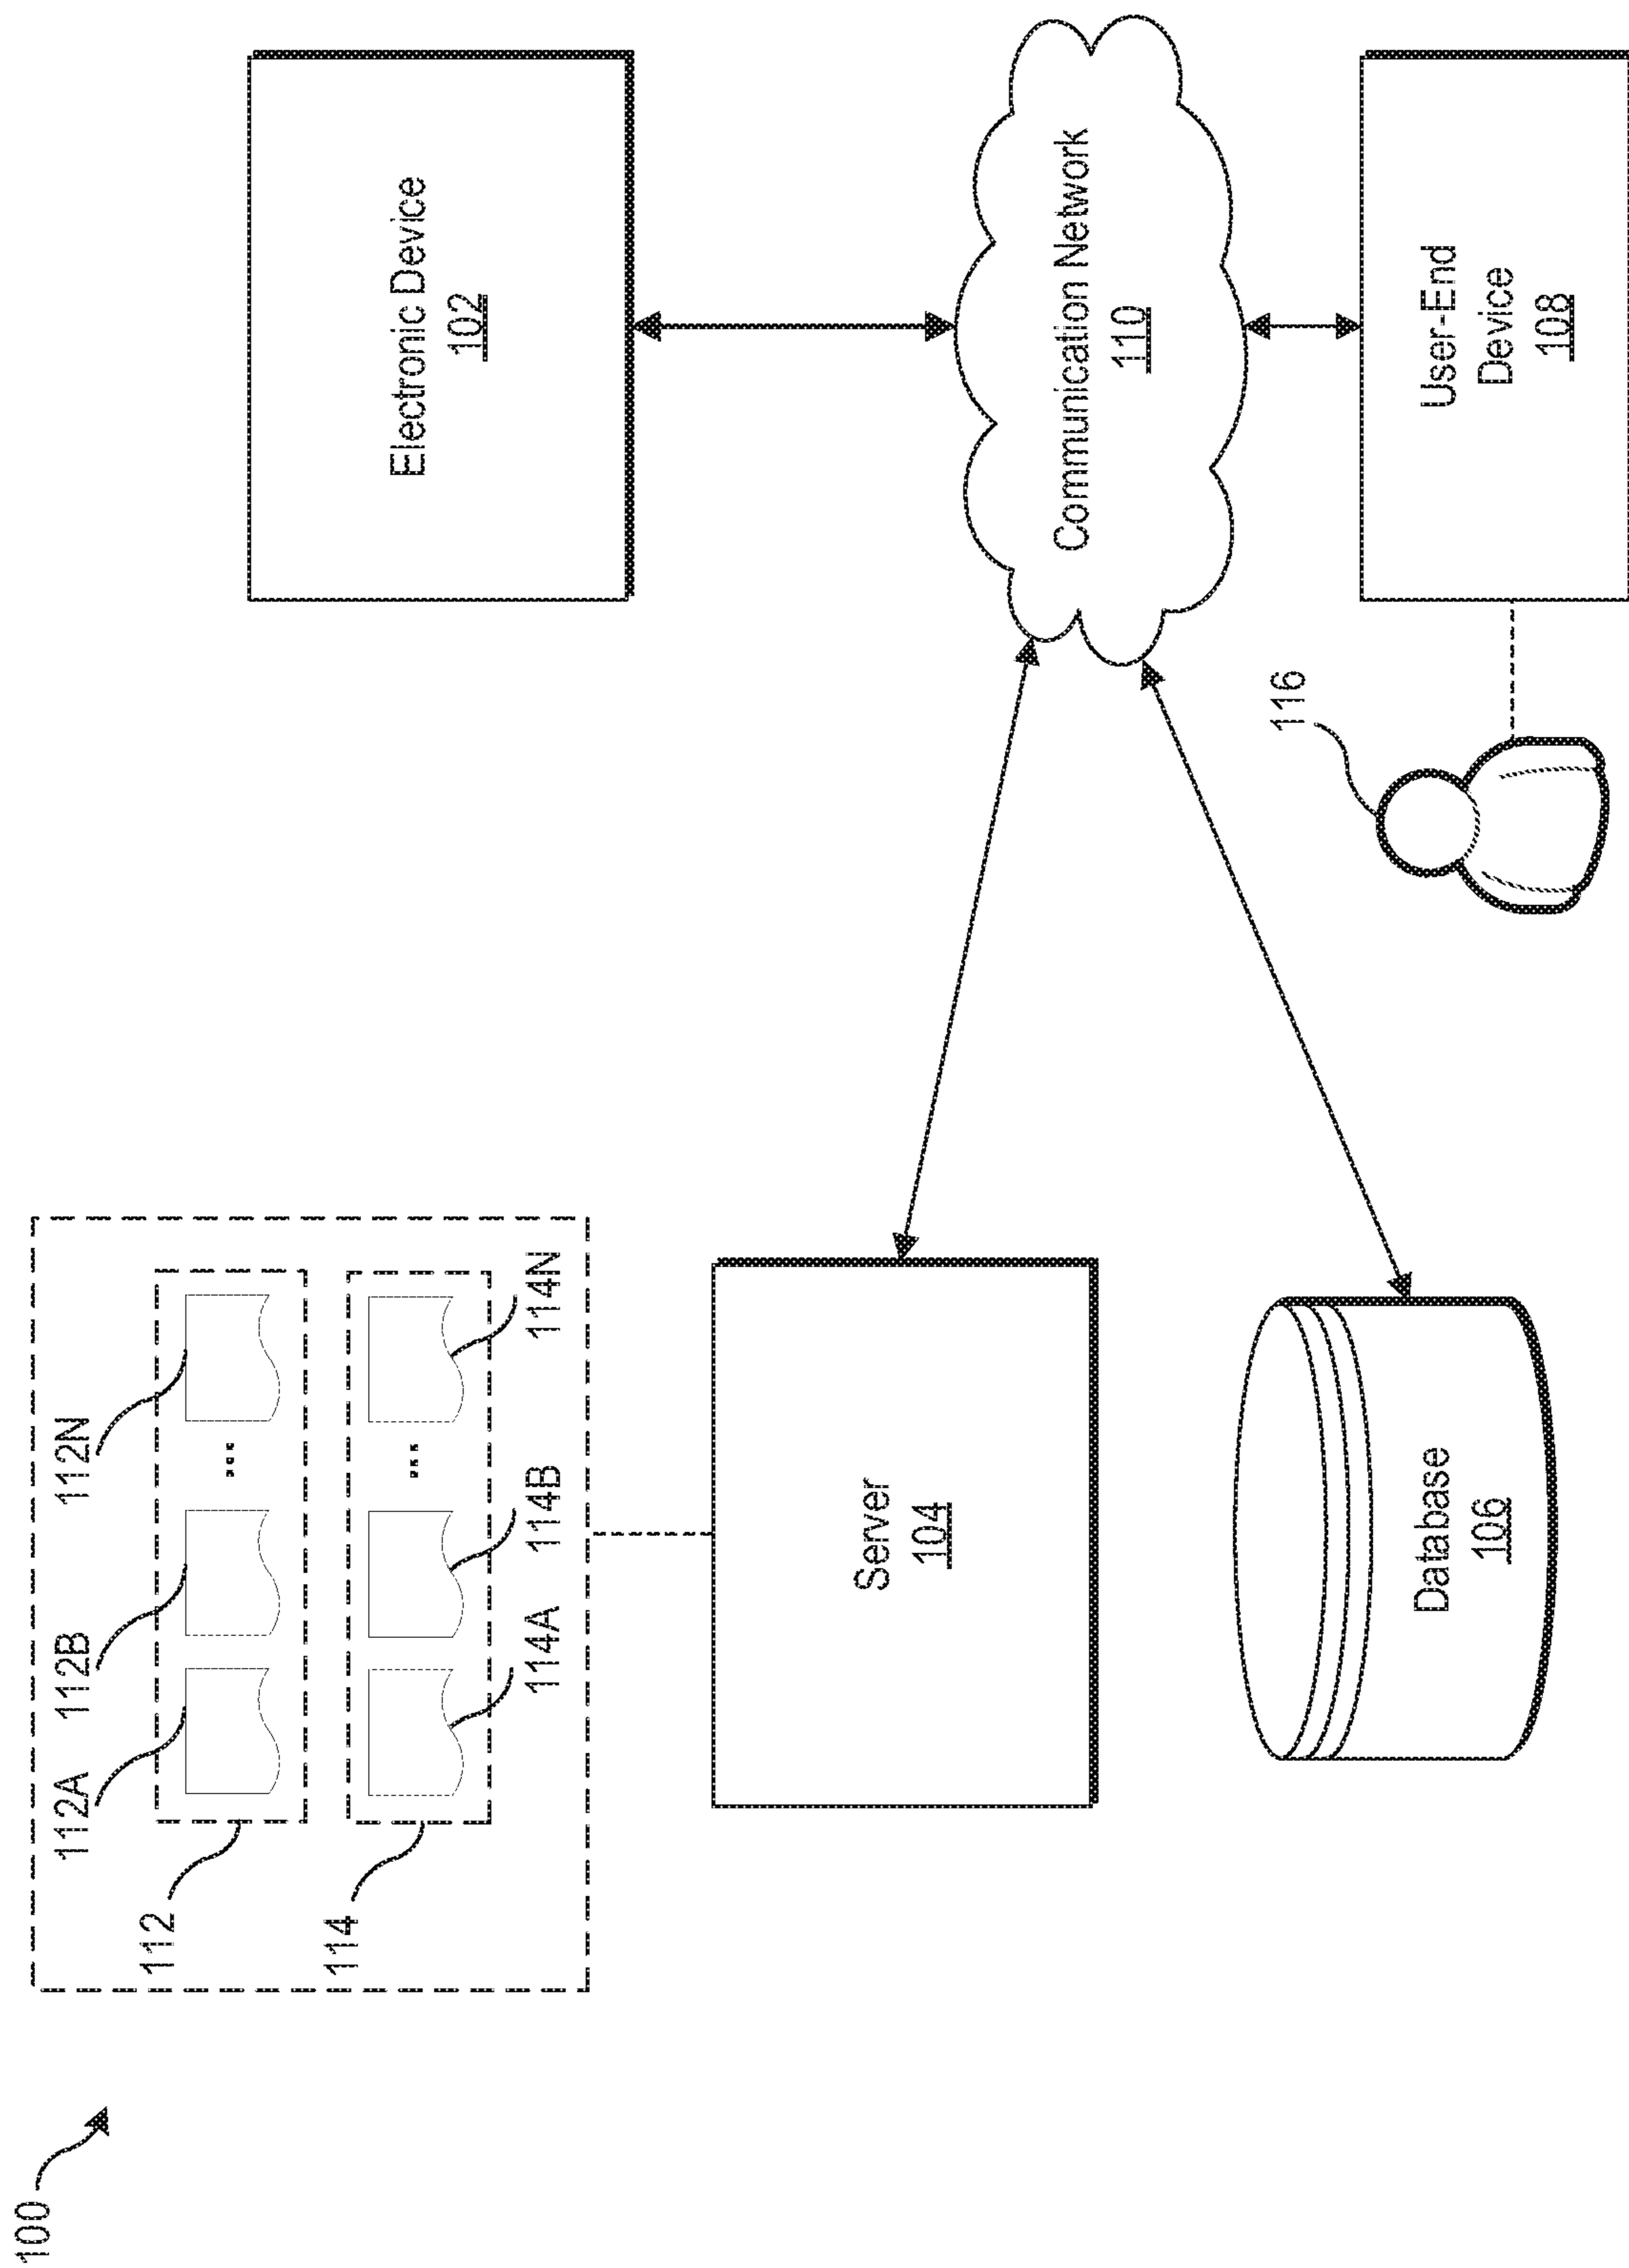 100
112A
112B
112N
112
114
114A
114B
114N
Server
104
Electronic Device
102
Communication Network
110
Database
106
116
User-End
Device
108